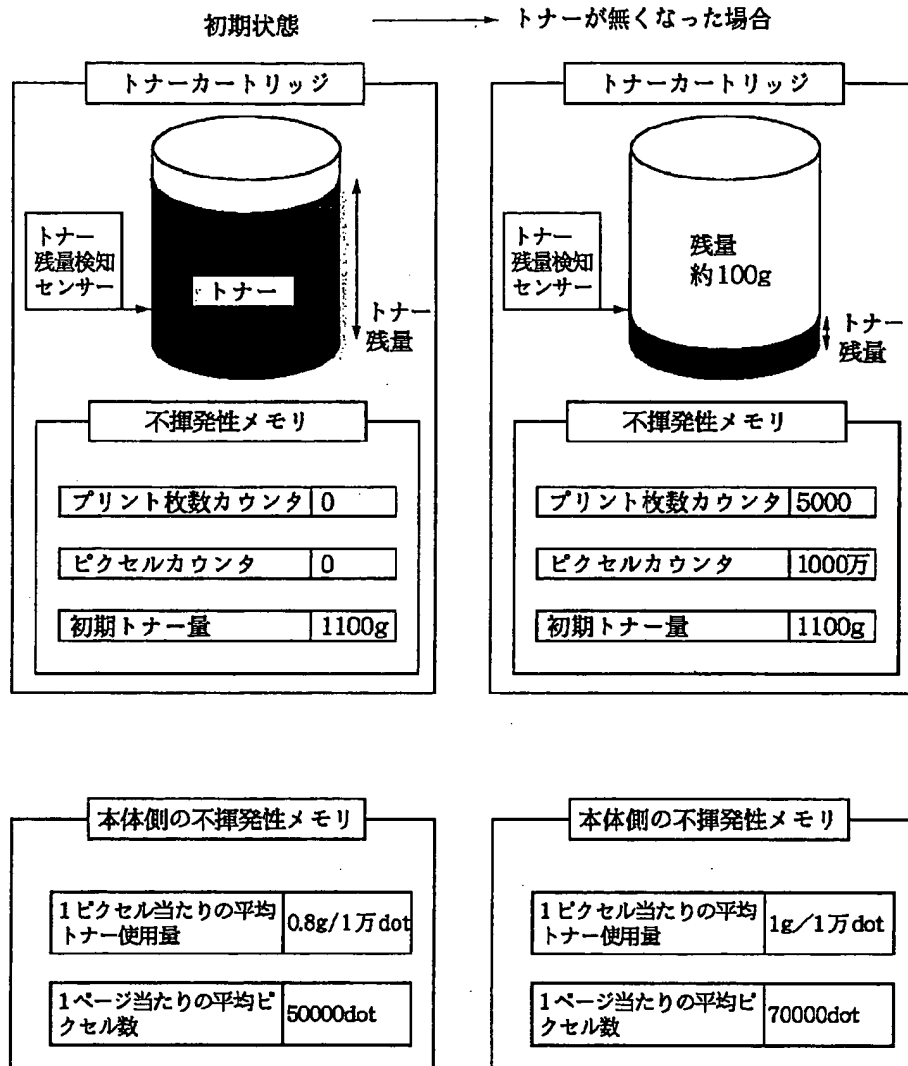 初期状態
トナーが無くなった場合
トナーカートリッジ
トナー
残量検知
センサー
トナー
トナー
残量
不揮発性メモリ
プリント枚数カウンタ 0
ピクセルカウンタ 0
初期トナー量 1100g
トナーカートリッジ
トナー
残量検知
センサー
残量
約100g
トナー
残量
不揮発性メモリ
プリント枚数カウンタ 5000
ピクセルカウンタ 1000万
初期トナー量 1100g
本体側の不揮発性メモリ
1ピクセル当たりの平均
トナー使用量
0.8g/1万dot
1ページ当たりの平均ピ
クセル数
50000dot
本体側の不揮発性メモリ
1ピクセル当たりの平均
トナー使用量
1g/1万dot
1ページ当たりの平均ピ
クセル数
70000dot